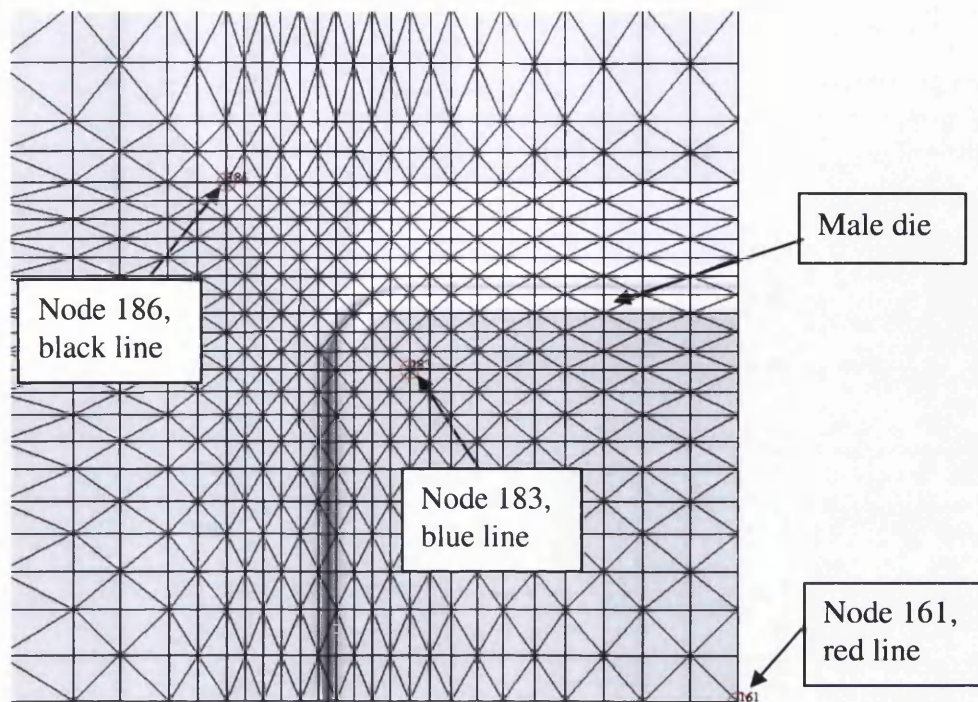 Male die
Node 186,
black line
Node 183,
blue line
Node 161,
red line
161